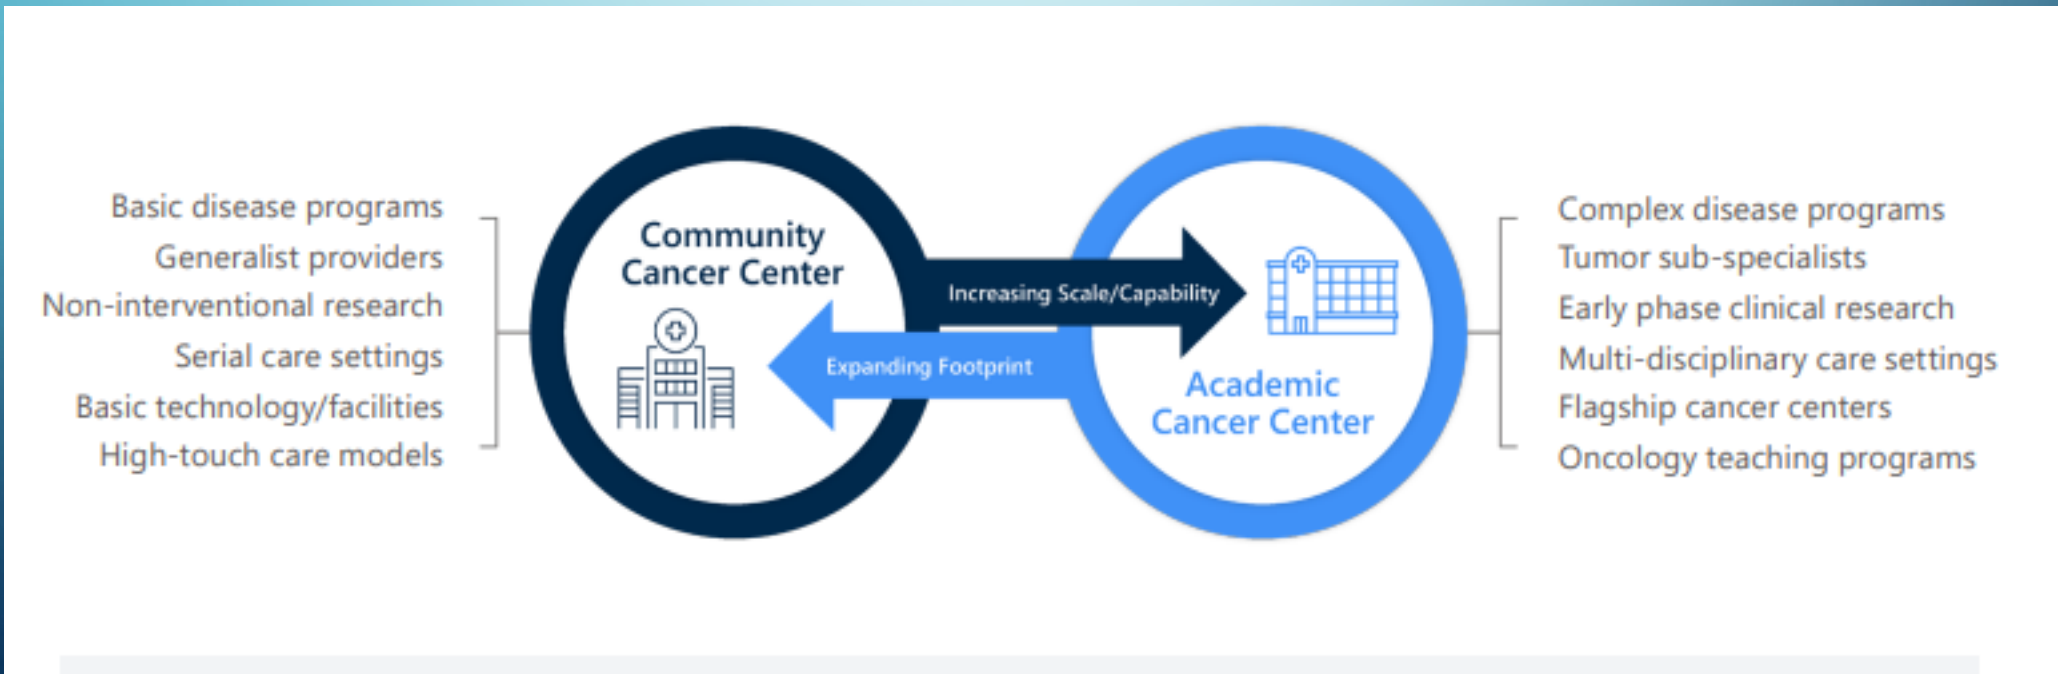 Basic disease programs
Generalist providers
Non-interventional research
Serial care settings
Basic technology/facilities
High-touch care models
Community
Cancer Center
Increasing Scale/Capability
Expanding Footprint
Academic
Cancer Center
Complex disease programs
Tumor sub-specialists
Early phase clinical research
Multi-disciplinary care settings
Flagship cancer centers
Oncology teaching programs